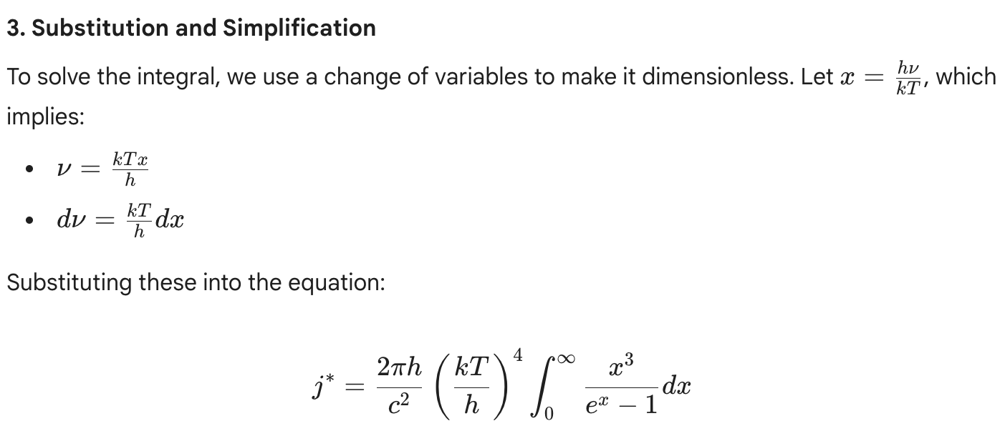 3. Substitution and Simplification
To solve the integral, we use a change of variables to make it dimensionless. Let $x = \frac{h\nu}{kT}$, which
implies:
• $\nu = \frac{kTx}{h}$
• $d\nu = \frac{kT}{h}dx$
Substituting these into the equation:
$j^* = \frac{2\pi h}{c^2} \left(\frac{kT}{h}\right)^4 \int_0^\infty \frac{x^3}{e^x - 1}dx$